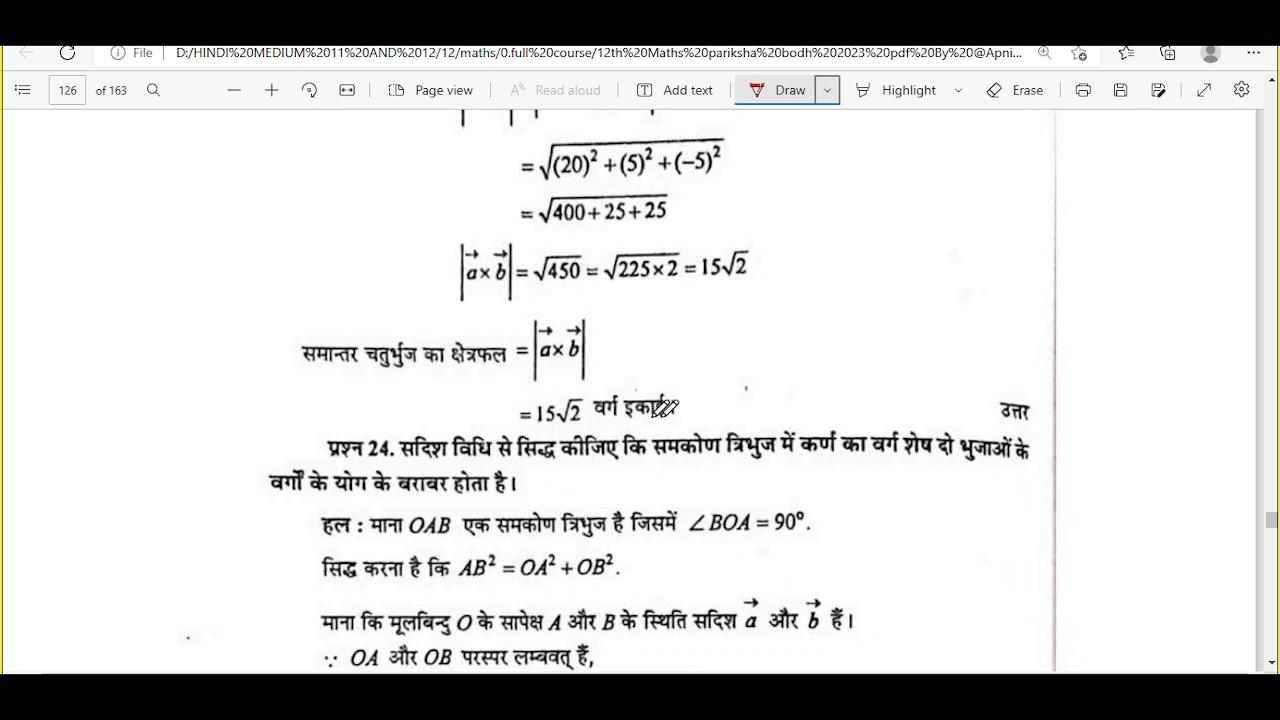 File D:/HINDI%20MEDIUM%2011%20AND%2012/12/maths/0.full%20course/12th%20Maths%20pariksha%20bodh%202023%20pdf%20By%20@Apni...
126 of 163 Page view Read aloud Add text Draw Highlight Erase
= √(20)² + (5)² + (−5)²
= √400 + 25 + 25
|a⃗ × b⃗| = √450 = √225 × 2 = 15√2
समान्तर चतुर्भुज का क्षेत्रफल = |a⃗ × b⃗|
= 15√2 वर्ग उत्तर
प्रश्न 24. सदिश विधि से सिद्ध कीजिए कि समकोण त्रिभुज में कर्ण का वर्ग शेष दो भुजाओं के
वर्गों के योग के बराबर होता है।
हल : माना OAB एक समकोण त्रिभुज है जिसमें ∠BOA = 90°.
सिद्ध करना है कि AB² = OA² + OB².
माना कि मूलबिन्दु O के सापेक्ष A और B के स्थिति सदिश a⃗ और b⃗ हैं।
∵ OA और OB परस्पर लम्बवत् हैं,